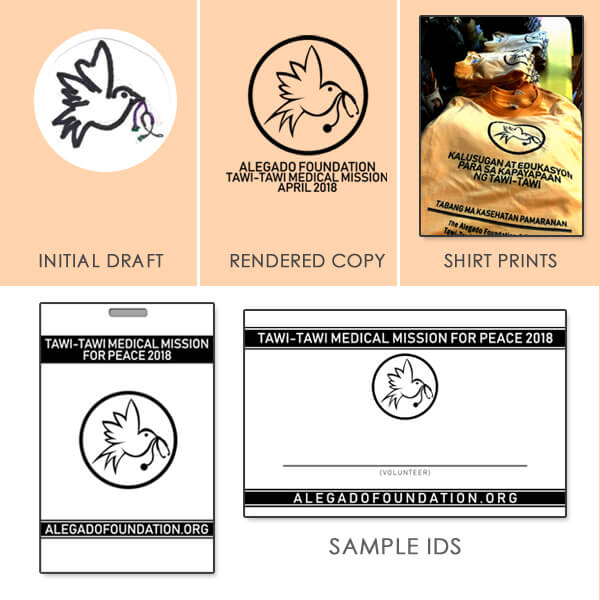 ALEGADO FOUNDATION
TAWI-TAWI MEDICAL MISSION
APRIL 2018
KALUSUGAN AT EDUKASYON
PARA SA KAPAYAPAAN
NG TAWI-TAWI
TABANG MA KASEHATAN PAMARANAN
The Alegado Foundation
INITIAL DRAFT
RENDERED COPY
SHIRT PRINTS
TAWI-TAWI MEDICAL MISSION
FOR PEACE 2018
ALEGADOFOUNDATION.ORG
TAWI-TAWI MEDICAL MISSION FOR PEACE 2018
(VOLUNTEER)
ALEGADOFOUNDATION.ORG
SAMPLE IDS